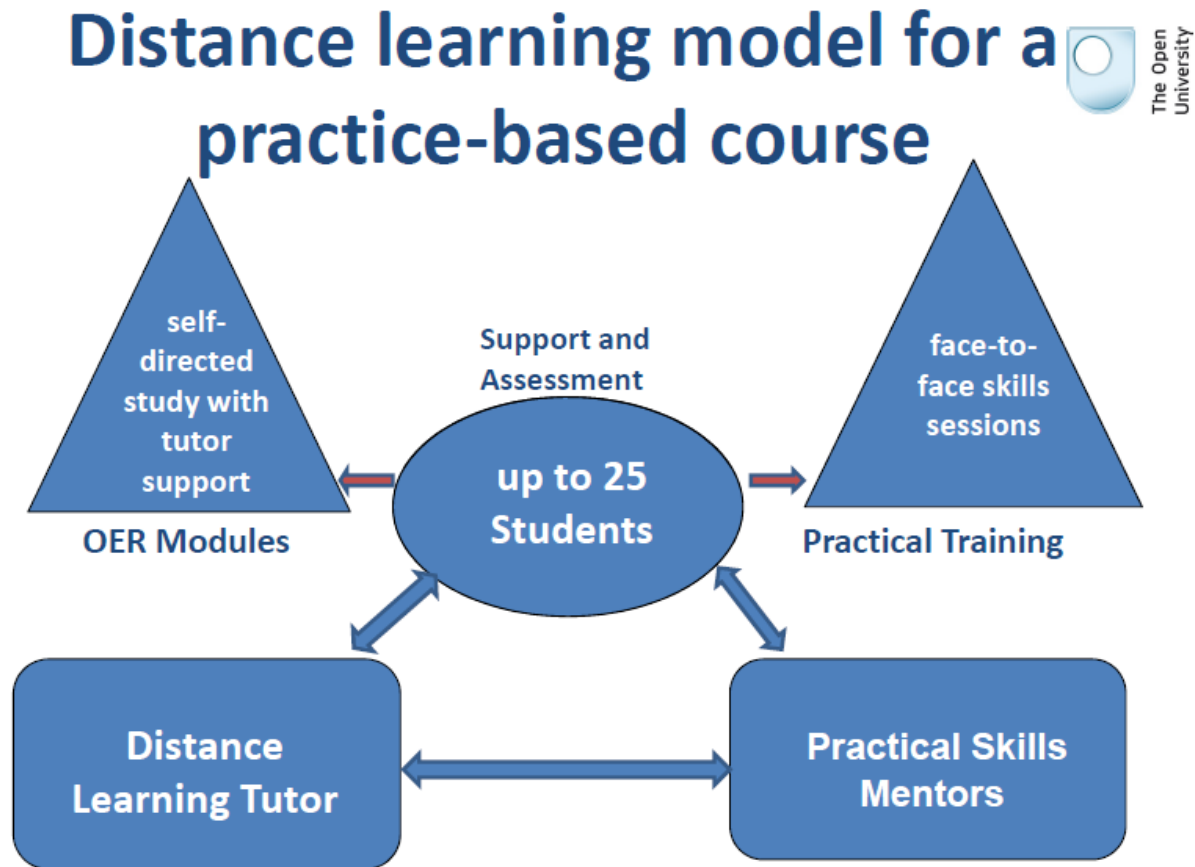 Distance learning model for a
practice-based course
The Open
University
self-
directed
study with
tutor
support
OER Modules
Support and
Assessment
up to 25
Students
face-to-
face skills
sessions
Practical Training
Distance
Learning Tutor
Practical Skills
Mentors